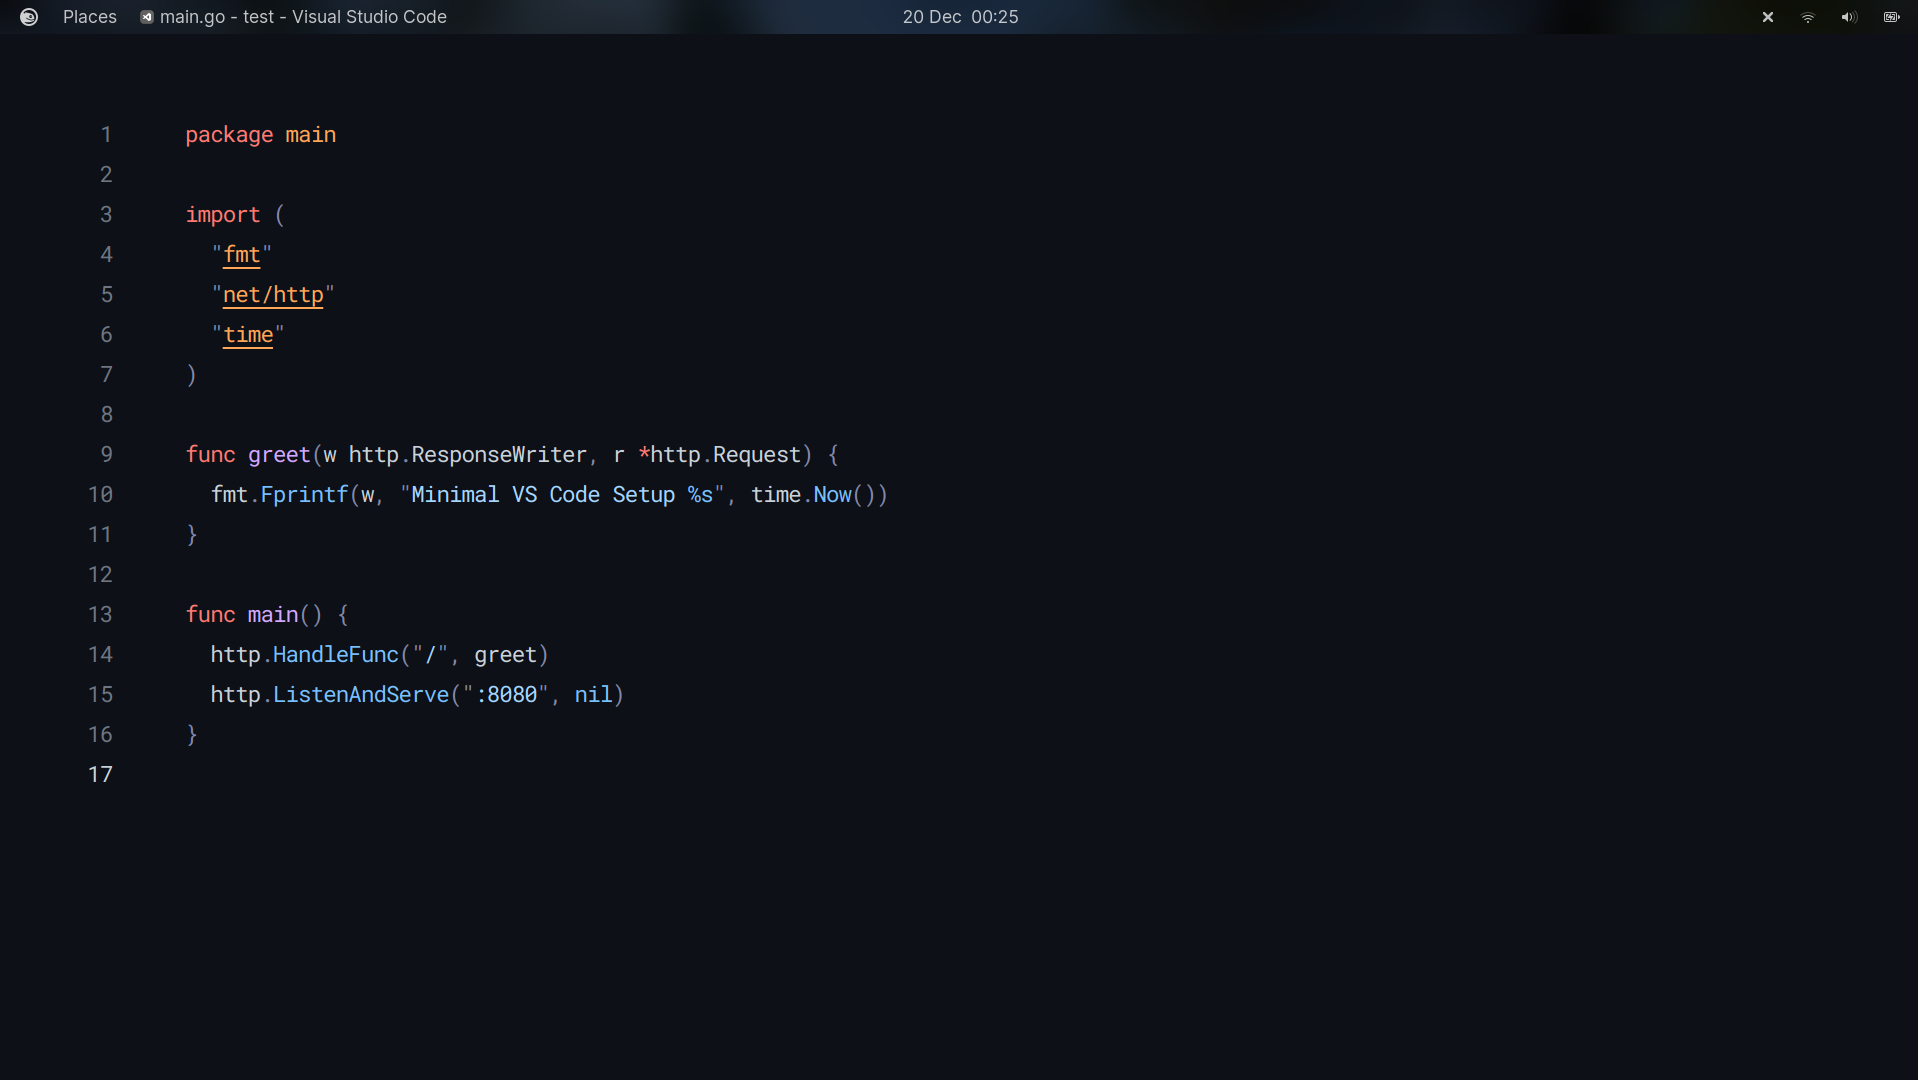 Places main.go - test - Visual Studio Code 20 Dec 00:25
1 package main
2
3 import (
4   "fmt"
5   "net/http"
6   "time"
7 )
8
9 func greet(w http.ResponseWriter, r *http.Request) {
10   fmt.Fprintf(w, "Minimal VS Code Setup %s", time.Now())
11 }
12
13 func main() {
14   http.HandleFunc("/", greet)
15   http.ListenAndServe(":8080", nil)
16 }
17